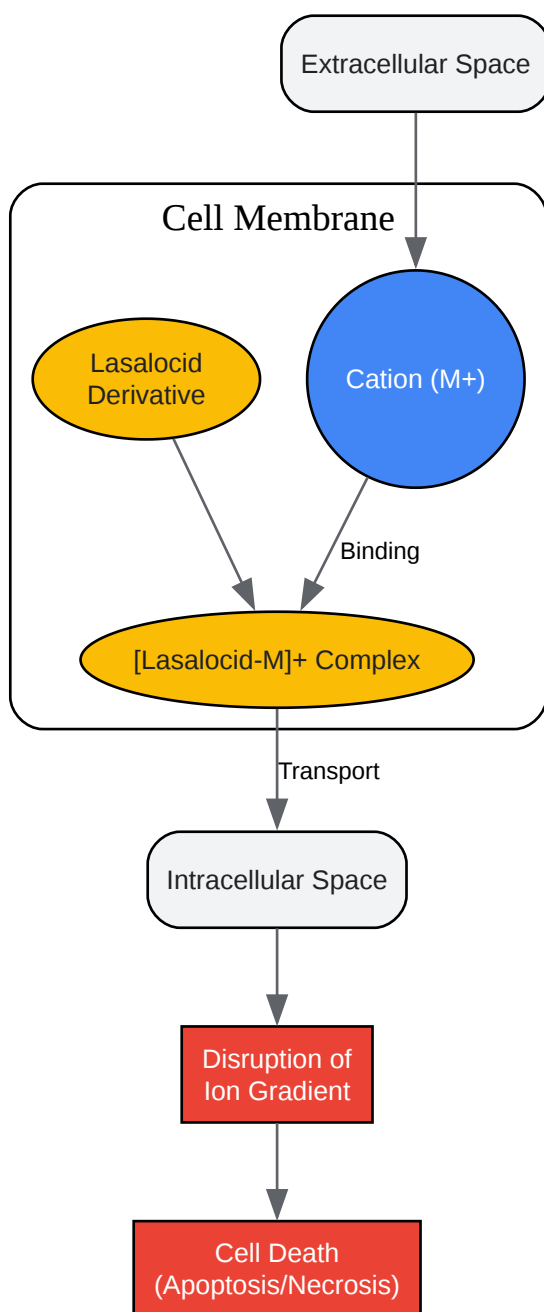 Extracellular Space
Cell Membrane
Lasalocid
Derivative
Cation (M+)
Binding
[Lasalocid-M]+ Complex
Transport
Intracellular Space
Disruption of
Ion Gradient
Cell Death
(Apoptosis/Necrosis)